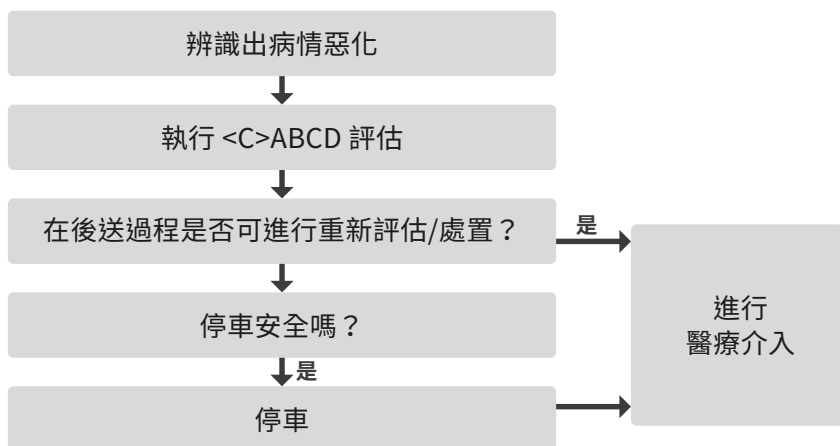 辨識出病情惡化
執行 <C>ABCD 評估
在後送過程是否可進行重新評估/處置？
是
進行
醫療介入
停車安全嗎？
是
停車